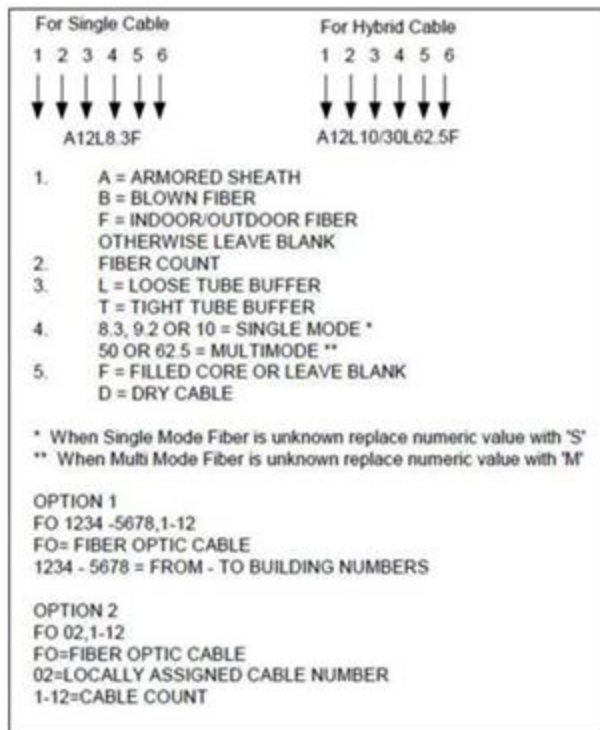 For Single Cable
1 2 3 4 5 6
A12L8.3F
For Hybrid Cable
1 2 3 4 5 6
A12L10/30L62.5F
1. A = ARMORED SHEATH
B = BLOWN FIBER
F = INDOOR/OUTDOOR FIBER
OTHERWISE LEAVE BLANK
2. FIBER COUNT
3. L = LOOSE TUBE BUFFER
T = TIGHT TUBE BUFFER
4. 8.3, 9.2 OR 10 = SINGLE MODE *
50 OR 62.5 = MULTIMODE **
5. F = FILLED CORE OR LEAVE BLANK
D = DRY CABLE
* When Single Mode Fiber is unknown replace numeric value with 'S'
** When Multi Mode Fiber is unknown replace numeric value with 'M'
OPTION 1
FO 1234 -5678,1-12
FO= FIBER OPTIC CABLE
1234 - 5678 = FROM - TO BUILDING NUMBERS
OPTION 2
FO 02,1-12
FO=FIBER OPTIC CABLE
02=LOCALLY ASSIGNED CABLE NUMBER
1-12=CABLE COUNT